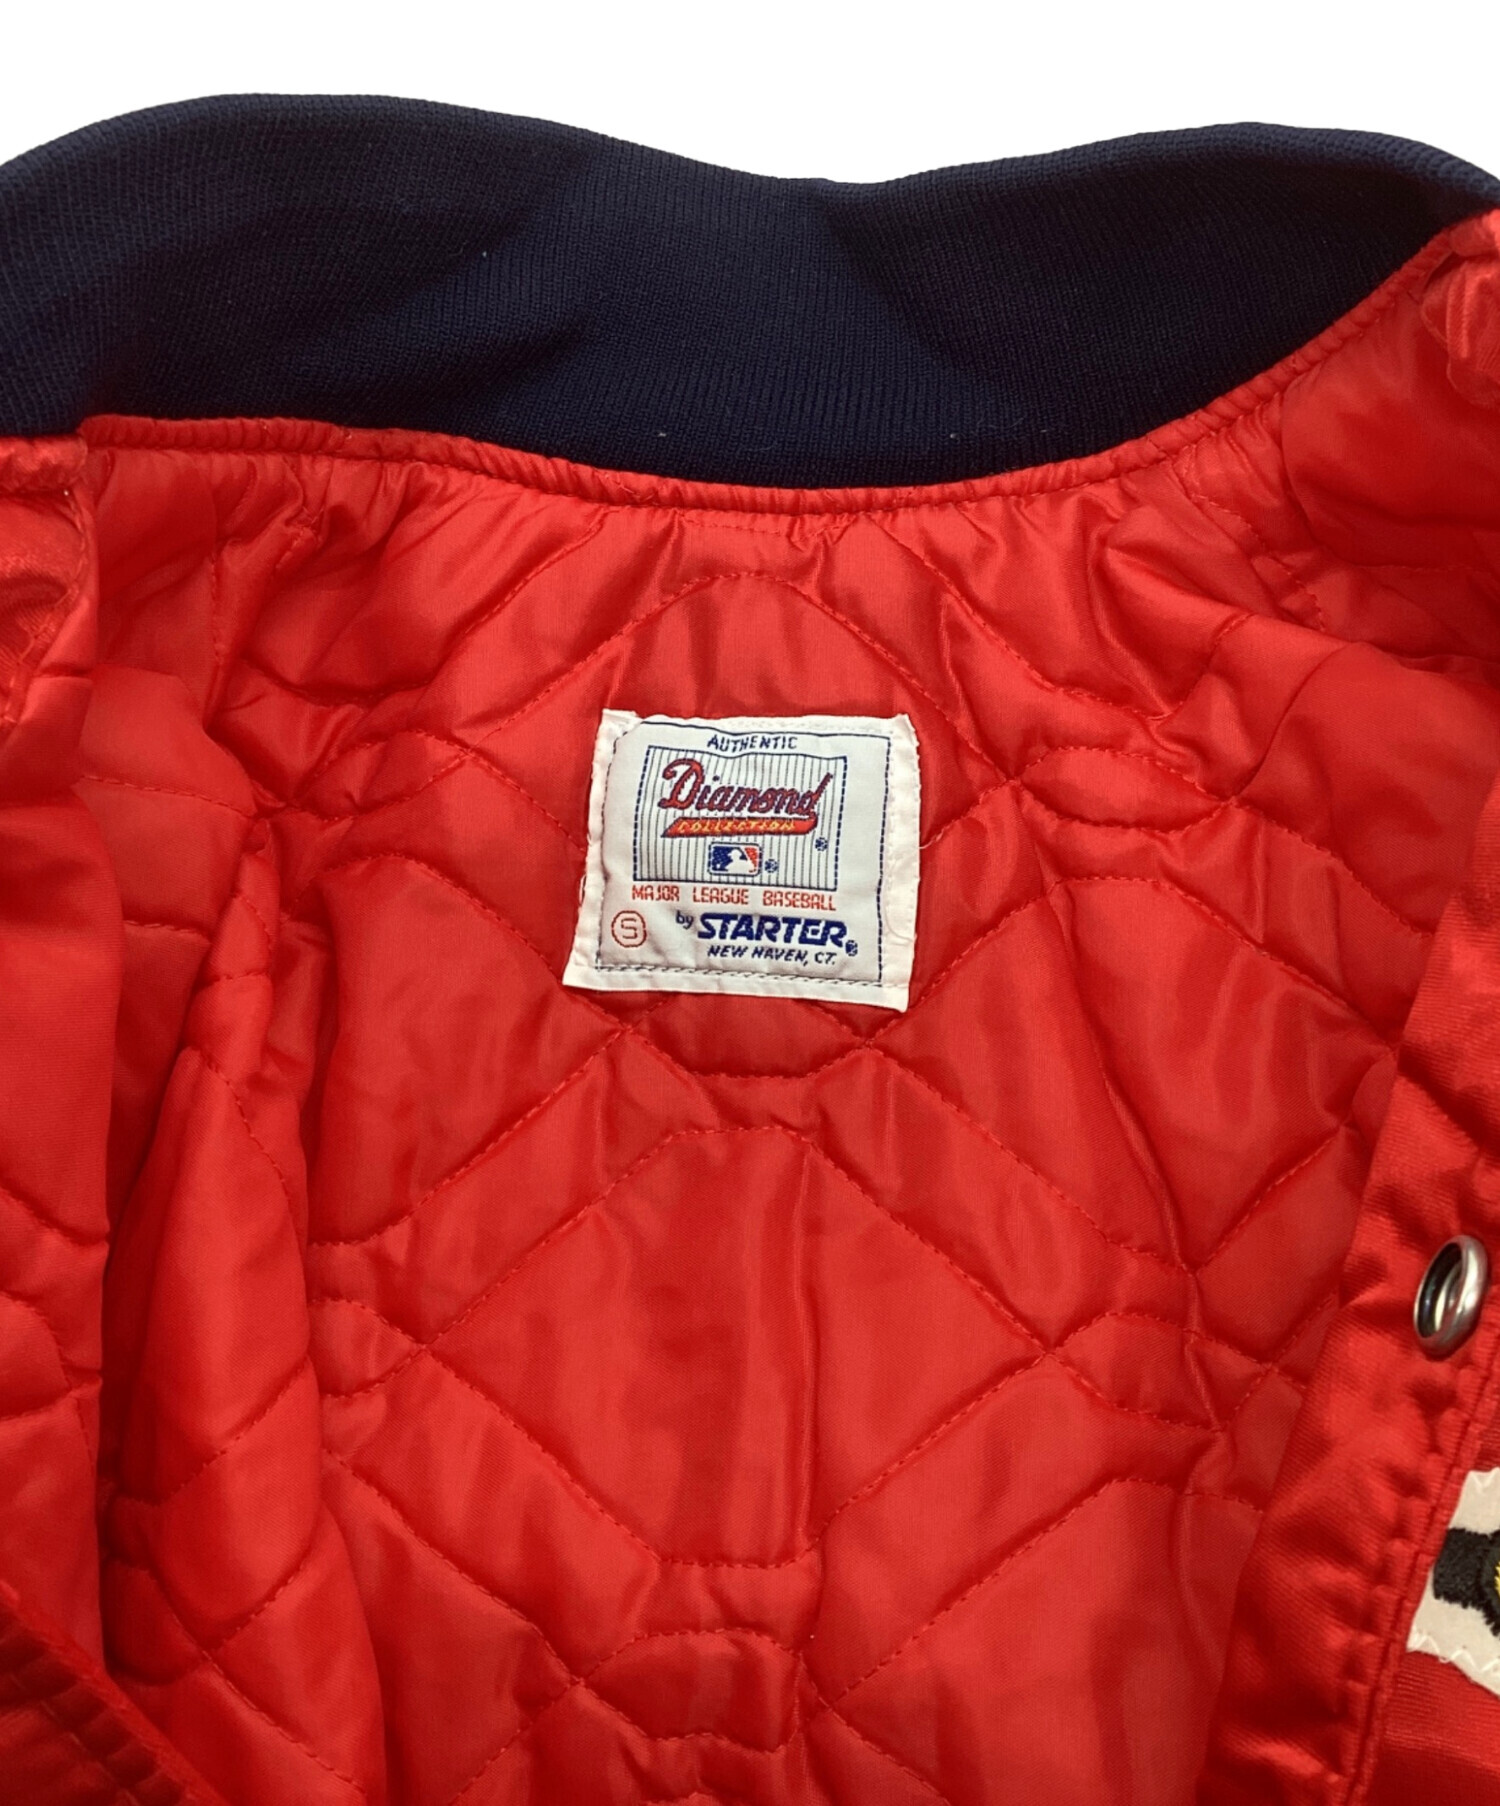 AUTHENTIC
Diamond
COLLECTION
MAJOR LEAGUE BASEBALL
S by STARTER
NEW HAVEN, CT.